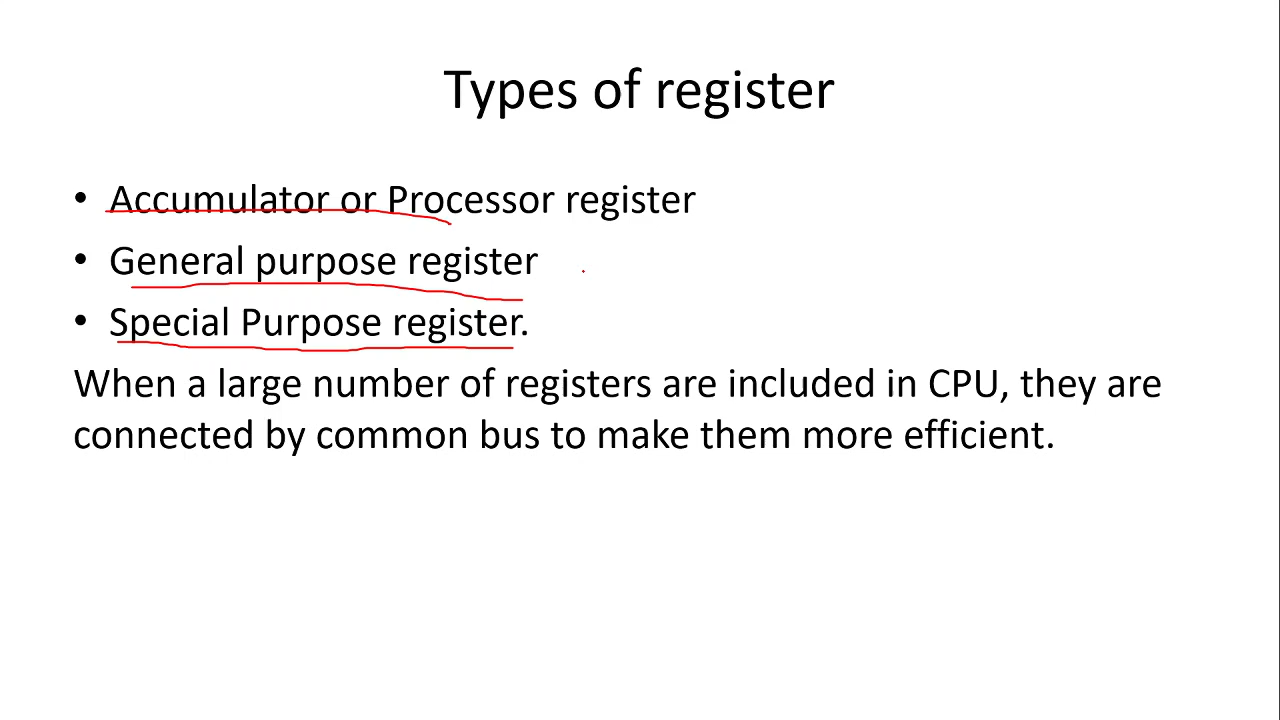 Types of register
• Accumulator or Processor register
• General purpose register
• Special Purpose register.
When a large number of registers are included in CPU, they are
connected by common bus to make them more efficient.